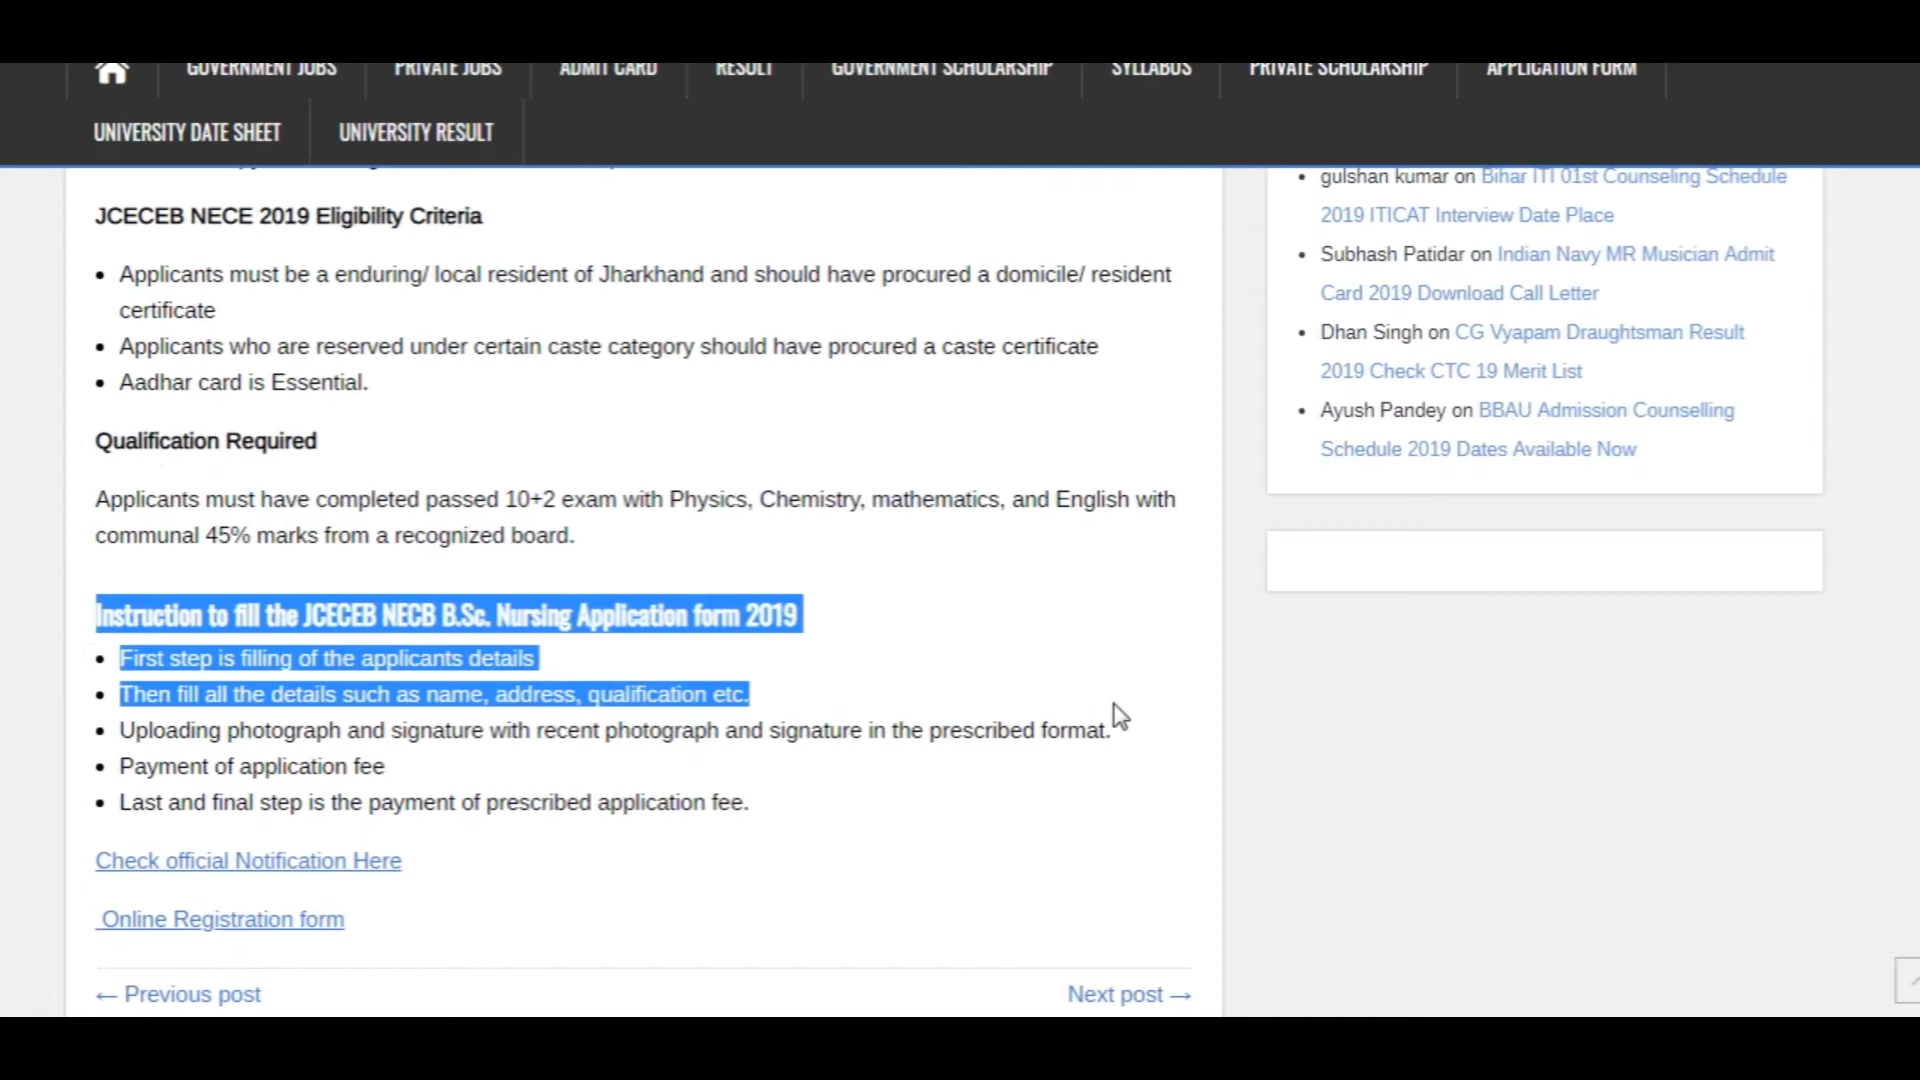 GOVERNMENT JOBS
PRIVATE JOBS
ADMIT CARD
RESULT
GOVERNMENT SCHOLARSHIP
SYLLABUS
PRIVATE SCHOLARSHIP
APPLICATION FORM
UNIVERSITY DATE SHEET
UNIVERSITY RESULT
JCECEB NECE 2019 Eligibility Criteria
• Applicants must be a enduring/ local resident of Jharkhand and should have procured a domicile/ resident
certificate
• Applicants who are reserved under certain caste category should have procured a caste certificate
• Aadhar card is Essential.
Qualification Required
Applicants must have completed passed 10+2 exam with Physics, Chemistry, mathematics, and English with
communal 45% marks from a recognized board.
Instruction to fill the JCECEB NECB B.Sc. Nursing Application form 2019
• First step is filling of the applicants details
• Then fill all the details such as name, address, qualification etc.
• Uploading photograph and signature with recent photograph and signature in the prescribed format.
• Payment of application fee
• Last and final step is the payment of prescribed application fee.
Check official Notification Here
Online Registration form
← Previous post
Next post →
• gulshan kumar on Bihar ITI 01st Counseling Schedule
2019 ITICAT Interview Date Place
• Subhash Patidar on Indian Navy MR Musician Admit
Card 2019 Download Call Letter
• Dhan Singh on CG Vyapam Draughtsman Result
2019 Check CTC 19 Merit List
• Ayush Pandey on BBAU Admission Counselling
Schedule 2019 Dates Available Now